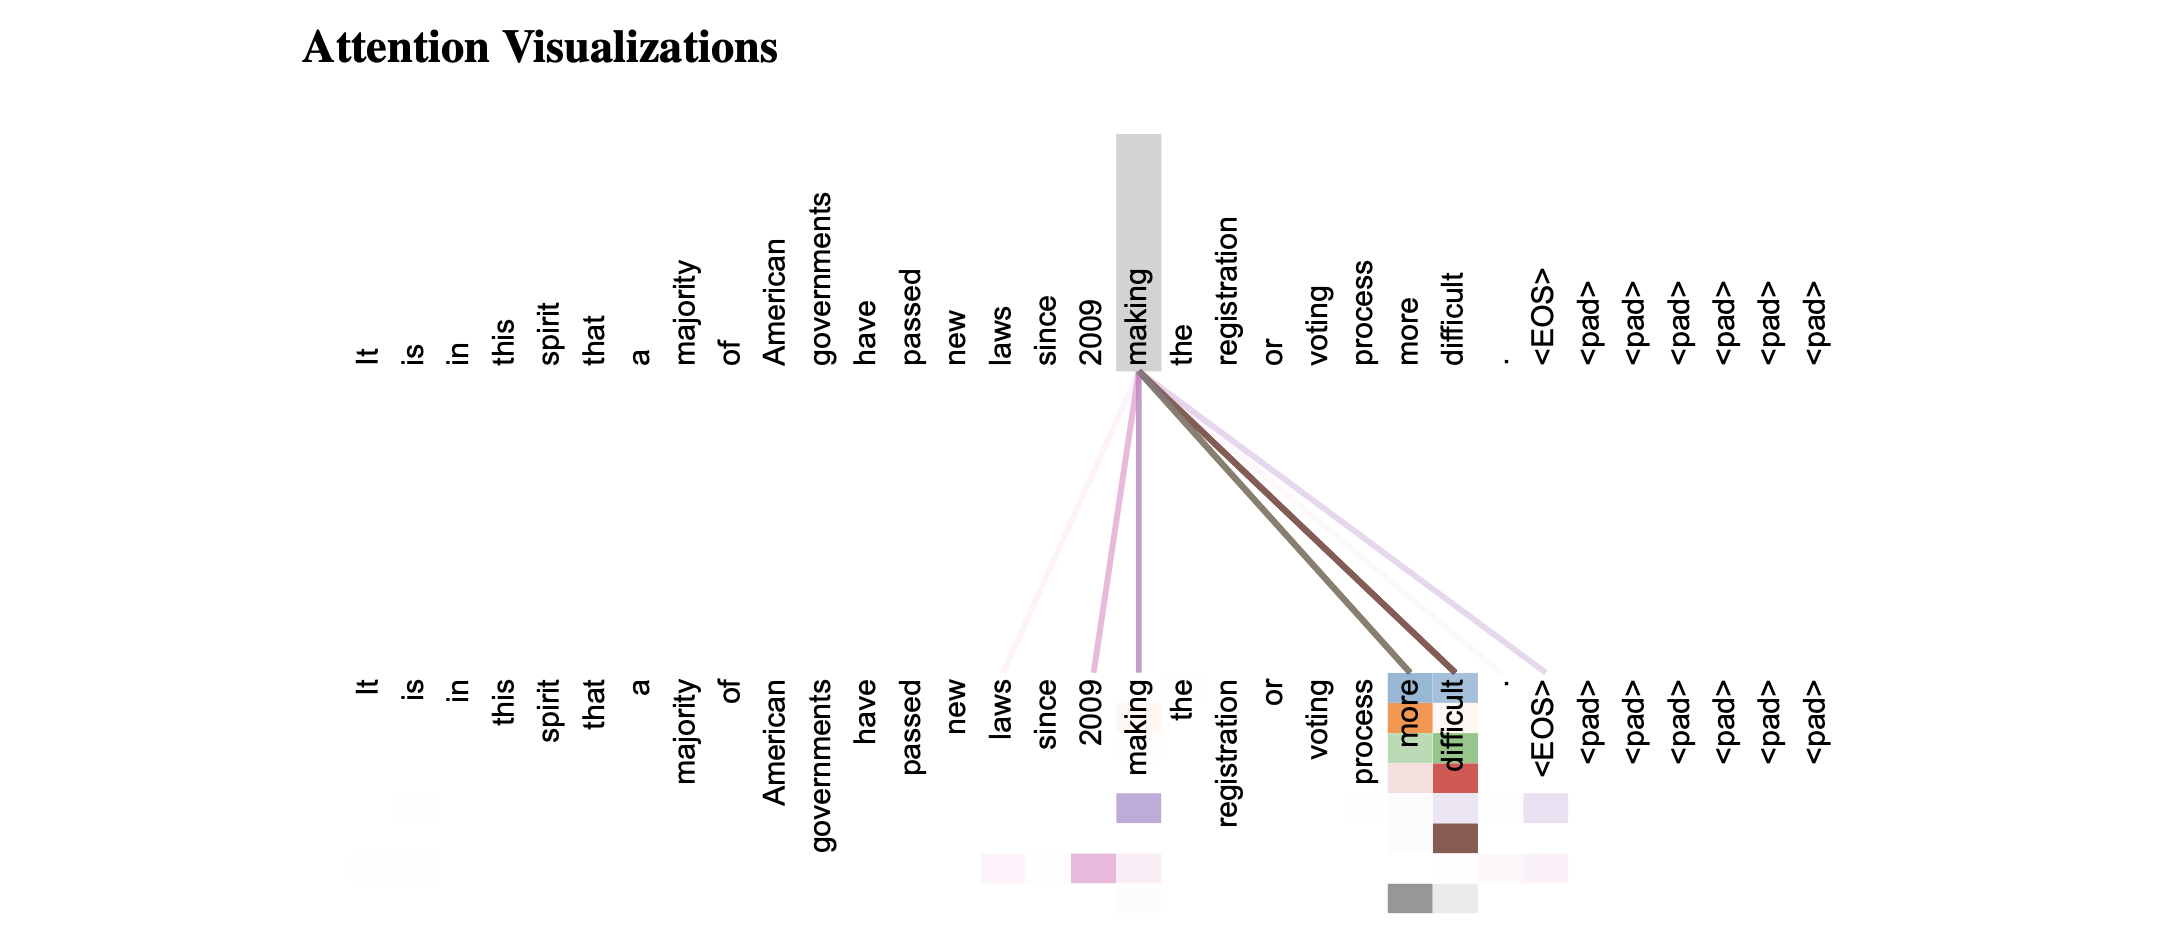 Attention Visualizations
It is in this spirit that a majority of American governments have passed new laws since 2009 making the registration or voting process more difficult . <EOS> <pad> <pad> <pad> <pad> <pad> <pad>
It is in this spirit that a majority of American governments have passed new laws since 2009 making the registration or voting process more difficult . <EOS> <pad> <pad> <pad> <pad> <pad> <pad>